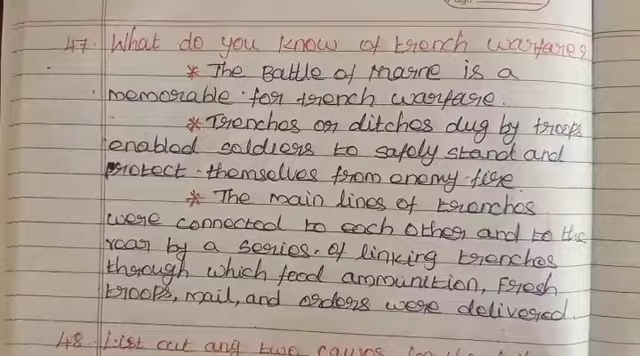 47. What do you know of trench warfare?
* The Battle of Marne is a
memorable for trench warfare.
* Trenches or ditches dug by troops
enabled soldiers to safely stand and
protect themselves from enemy fire.
* The main lines of trenches
were connected to each other and to the
rear by a series of linking trenches
through which food ammunition, fresh
troops, mail, and orders were delivered.
48. List out any two causes for the